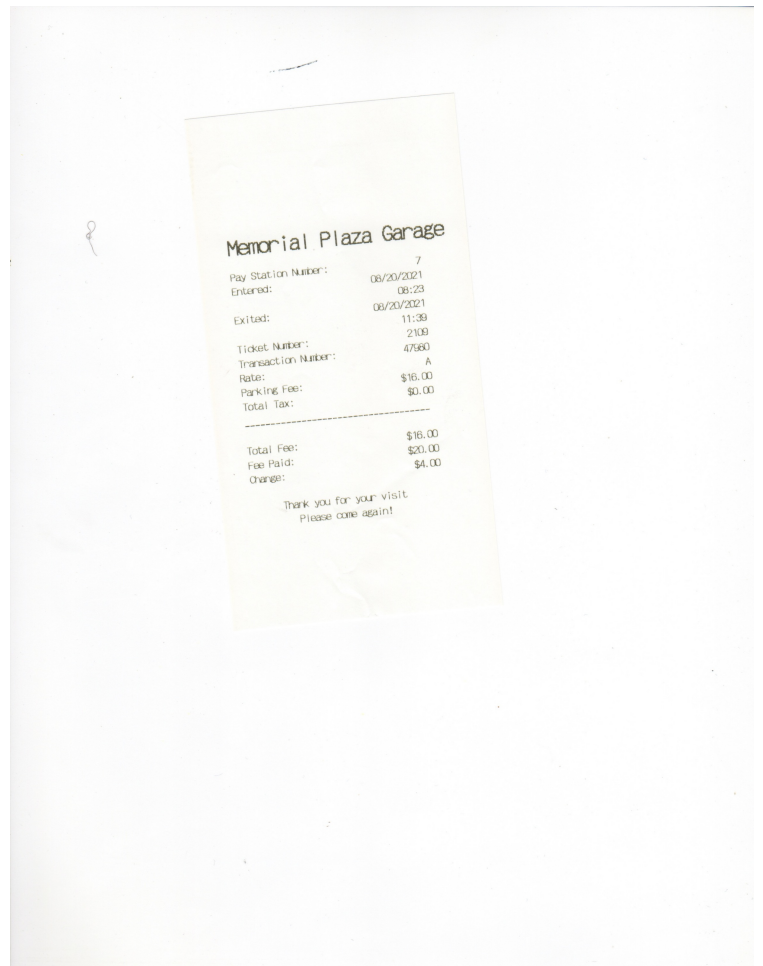 Memorial Plaza Garage
Pay Station Number: 7
Entered: 08/20/2021
08:23
Exited: 08/20/2021
11:39
Ticket Number: 2109
Transaction Number: 47980
Rate: A
Parking Fee: $16.00
Total Tax: $0.00
-----------------------------------
Total Fee: $16.00
Fee Paid: $20.00
Change: $4.00
Thank you for your visit
Please come again!